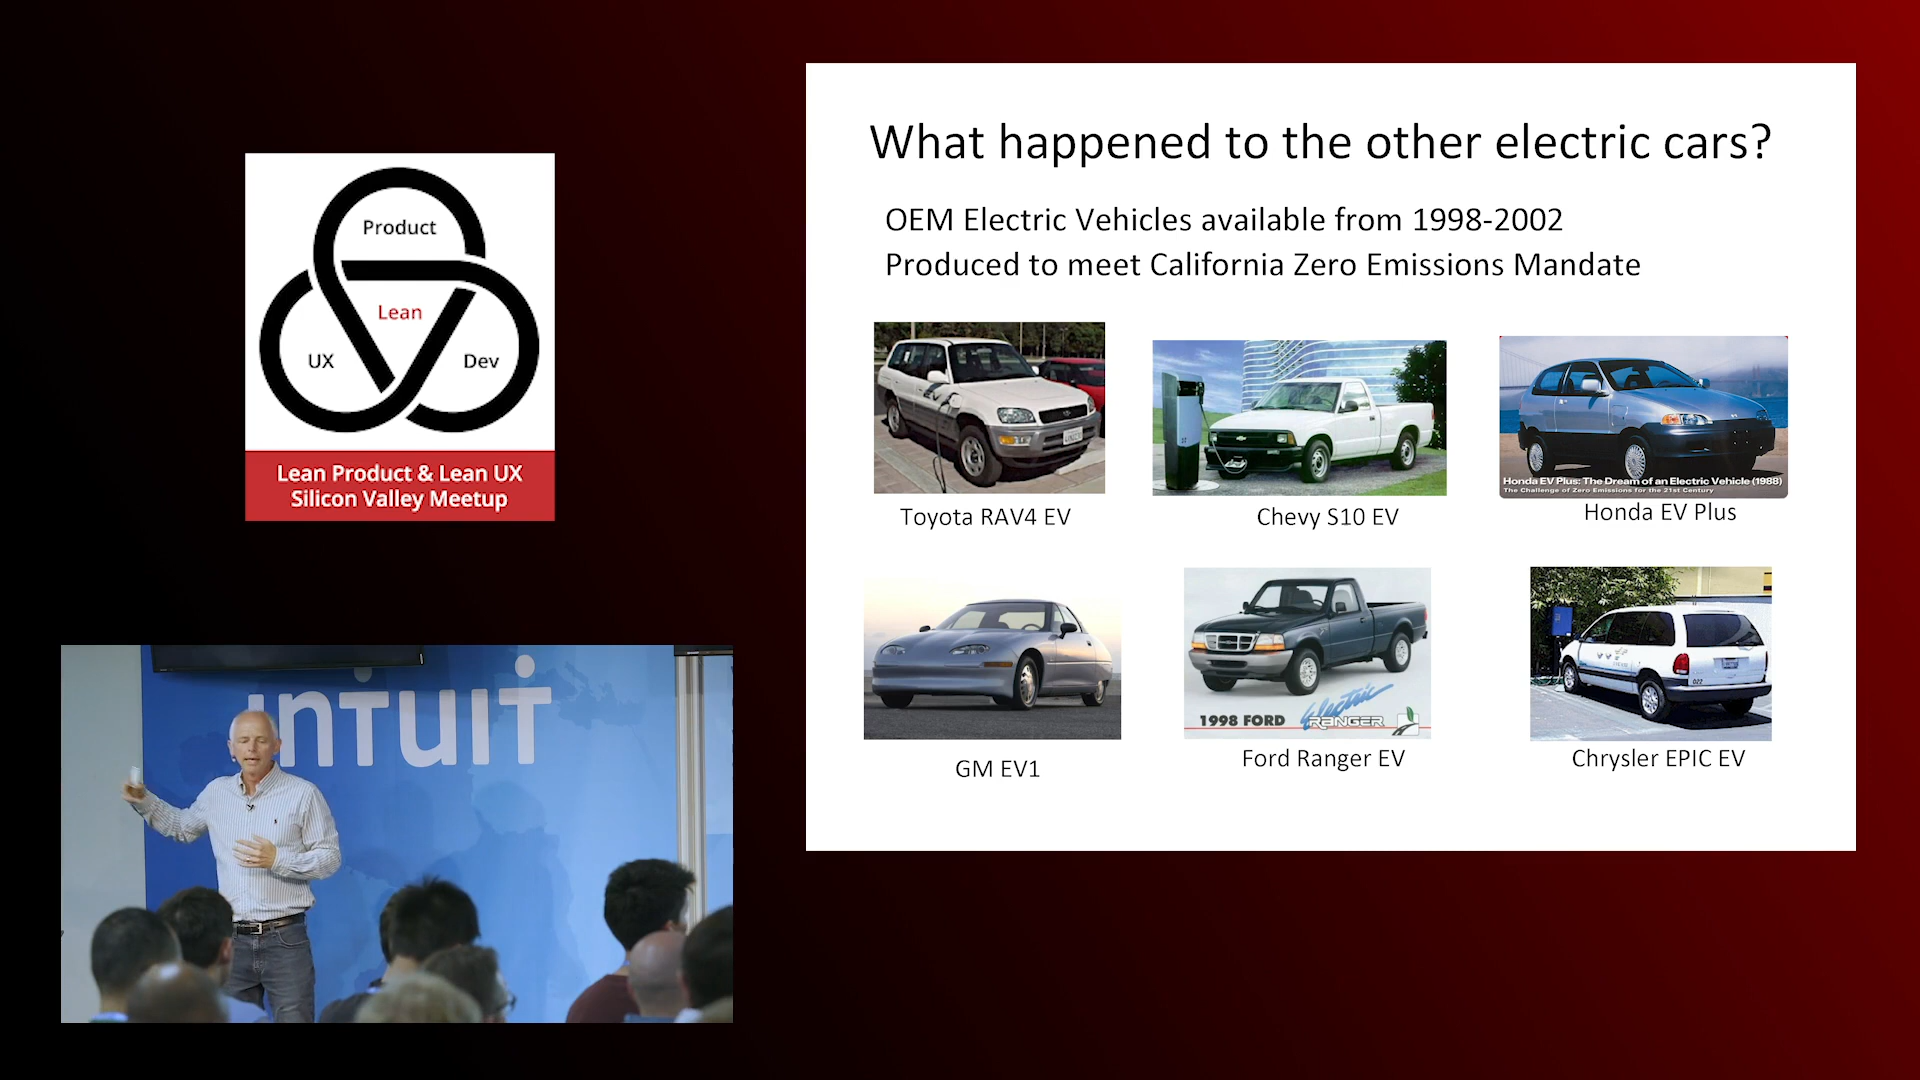 Product
Lean
UX
Dev
Lean Product & Lean UX
Silicon Valley Meetup
ıntuıt
What happened to the other electric cars?
OEM Electric Vehicles available from 1998-2002
Produced to meet California Zero Emissions Mandate
Honda EV Plus: The Dream of an Electric Vehicle (1988)
The Challenge of Zero Emissions for the 21st Century
Toyota RAV4 EV
Chevy S10 EV
Honda EV Plus
1998 FORD Electric RANGER
022
GM EV1
Ford Ranger EV
Chrysler EPIC EV